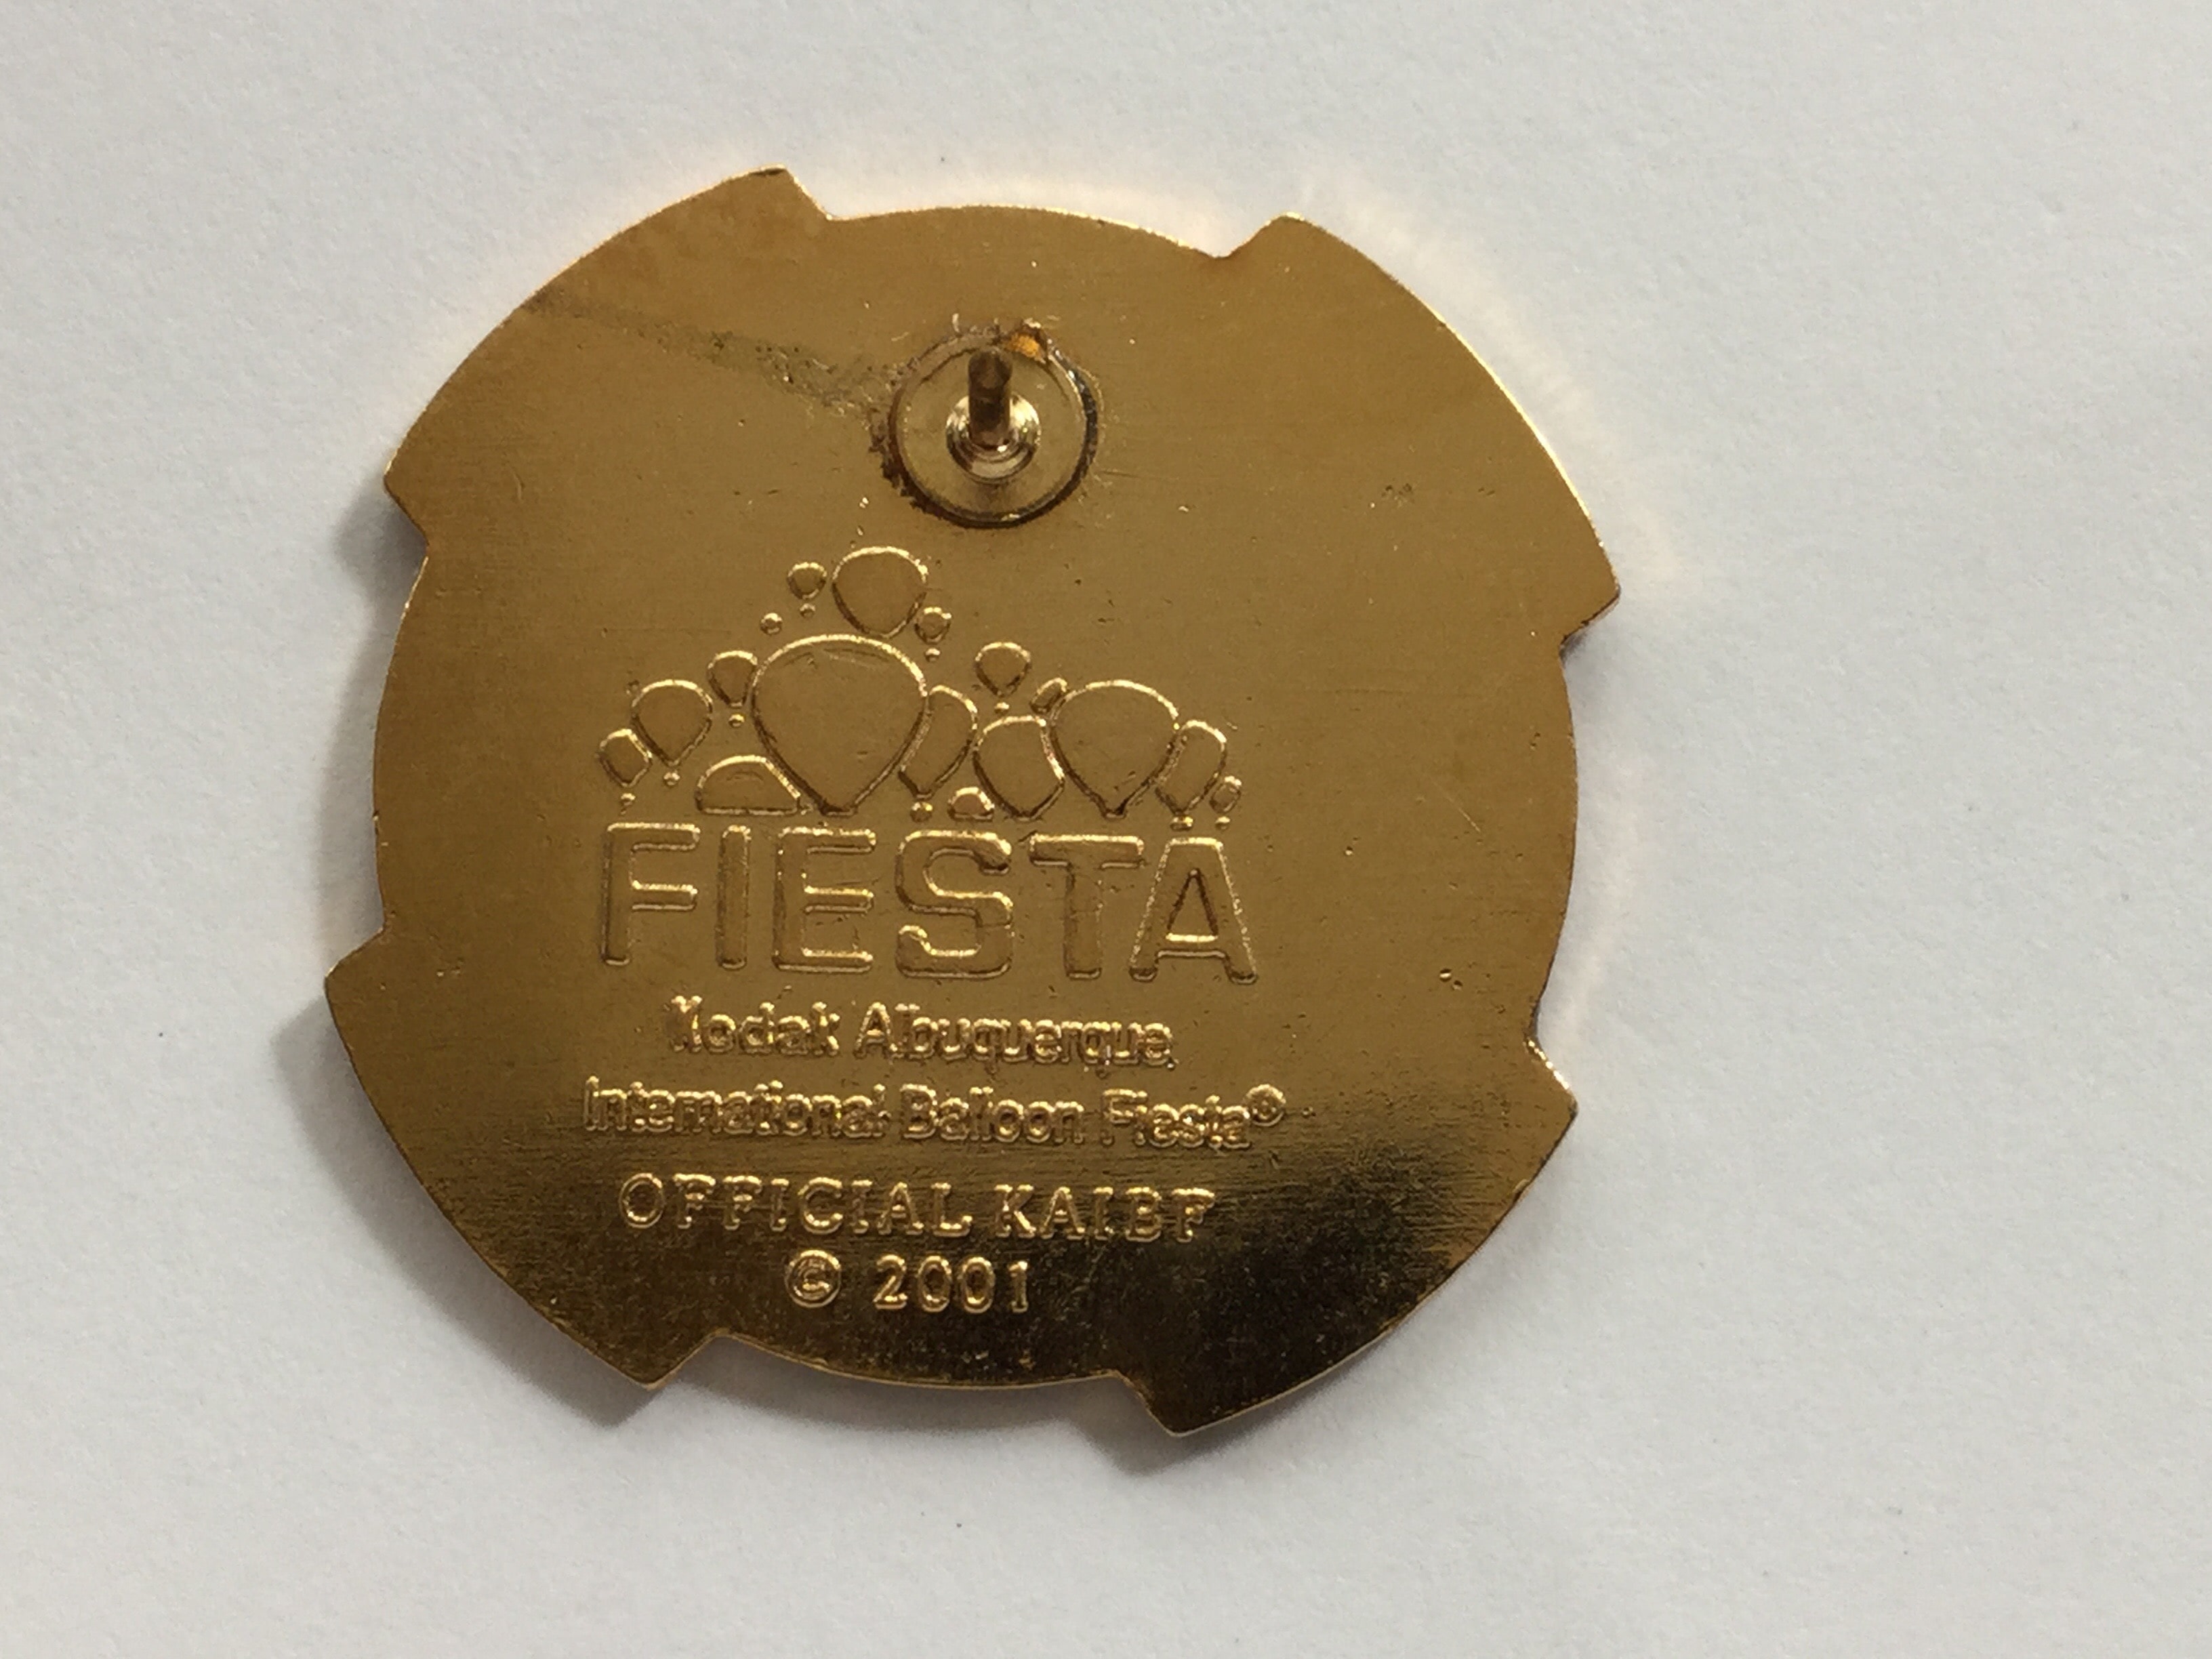 FIESTA
Kodak Albuquerque
International Balloon Fiesta®
OFFICIAL KAIBF
© 2001